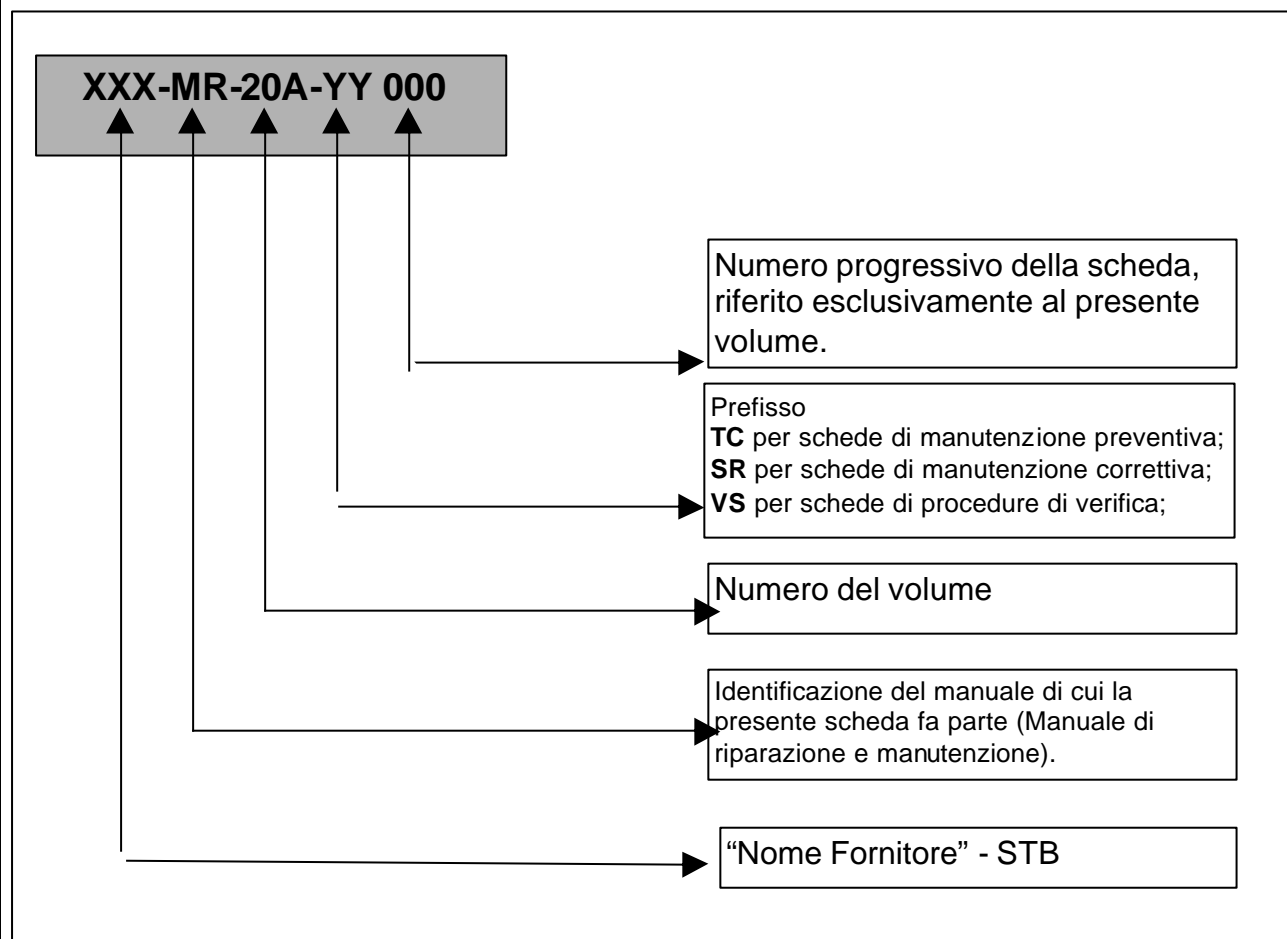 XXX-MR-20A-YY 000
Numero progressivo della scheda,
riferito esclusivamente al presente
volume.
Prefisso
TC per schede di manutenzione preventiva;
SR per schede di manutenzione correttiva;
VS per schede di procedure di verifica;
Numero del volume
Identificazione del manuale di cui la
presente scheda fa parte (Manuale di
riparazione e manutenzione).
“Nome Fornitore” - STB